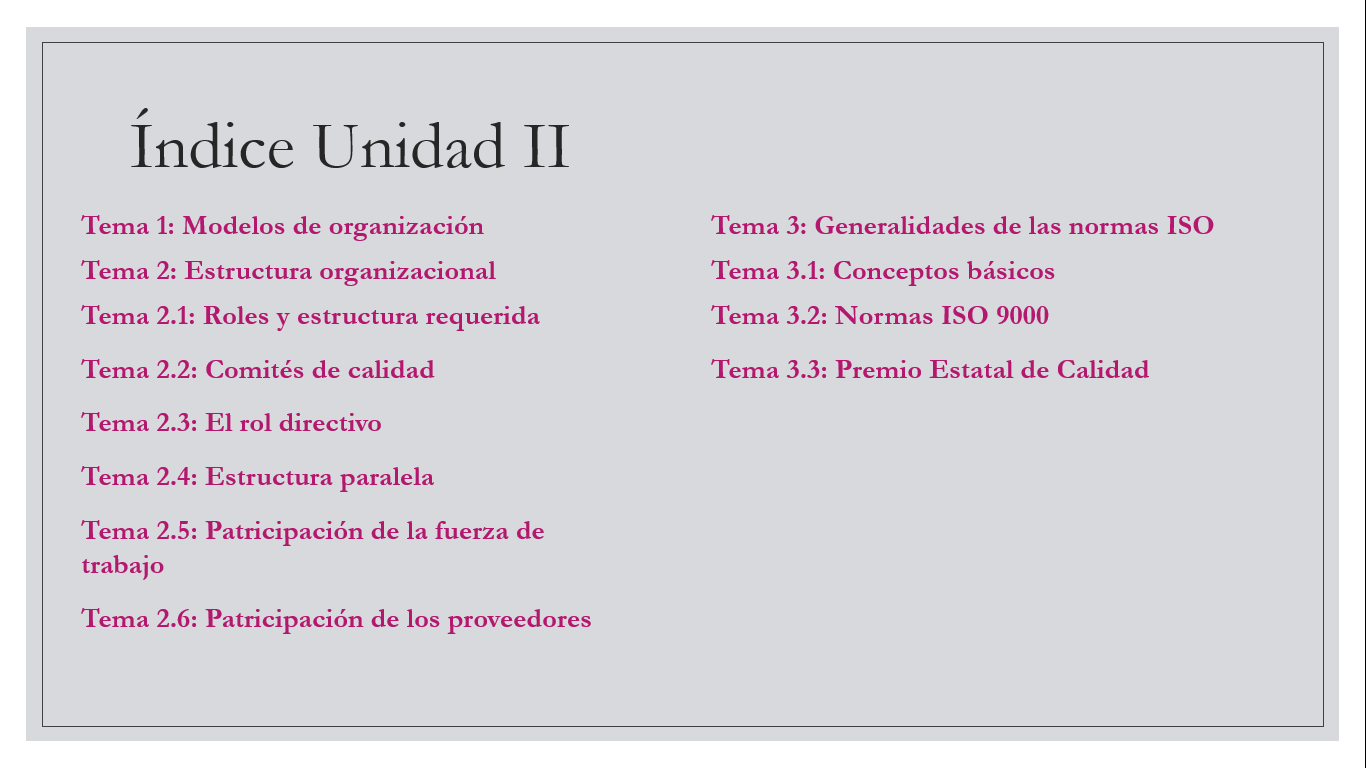 Índice Unidad II
Tema 1: Modelos de organización
Tema 2: Estructura organizacional
Tema 2.1: Roles y estructura requerida
Tema 2.2: Comités de calidad
Tema 2.3: El rol directivo
Tema 2.4: Estructura paralela
Tema 2.5: Patricipación de la fuerza de
trabajo
Tema 2.6: Patricipación de los proveedores
Tema 3: Generalidades de las normas ISO
Tema 3.1: Conceptos básicos
Tema 3.2: Normas ISO 9000
Tema 3.3: Premio Estatal de Calidad